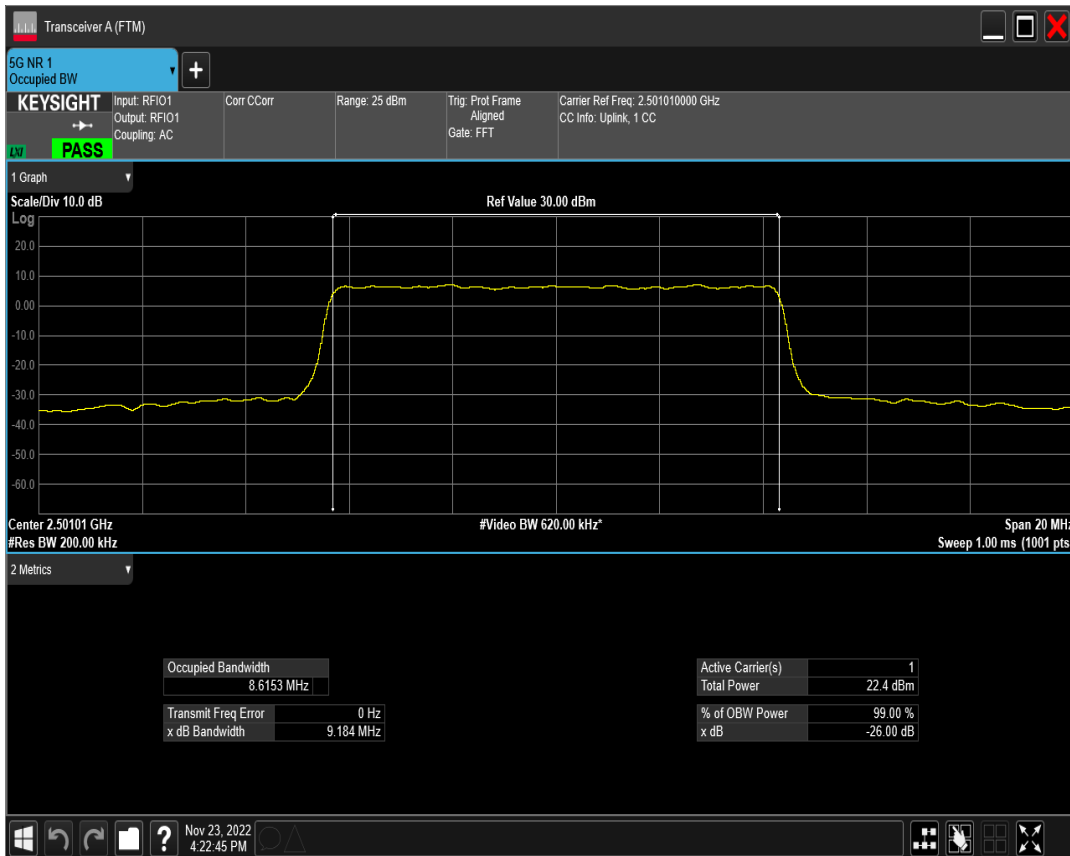 Transceiver A (FTM)
5G NR 1
Occupied BW
KEYSIGHT
LXI
PASS
Input: RFIO1
Output: RFIO1
Coupling: AC
Corr CCorr
Range: 25 dBm
Trig: Prot Frame
Aligned
Gate: FFT
Carrier Ref Freq: 2.501010000 GHz
CC Info: Uplink, 1 CC
1 Graph
Scale/Div 10.0 dB
Ref Value 30.00 dBm
Log
20.0
10.0
0.00
-10.0
-20.0
-30.0
-40.0
-50.0
-60.0
Center 2.50101 GHz
#Video BW 620.00 kHz*
Span 20 MHz
#Res BW 200.00 kHz
Sweep 1.00 ms (1001 pts
2 Metrics
Occupied Bandwidth
8.6153 MHz
Transmit Freq Error 0 Hz
x dB Bandwidth 9.184 MHz
Active Carrier(s) 1
Total Power 22.4 dBm
% of OBW Power 99.00 %
x dB -26.00 dB
Nov 23, 2022
4:22:45 PM